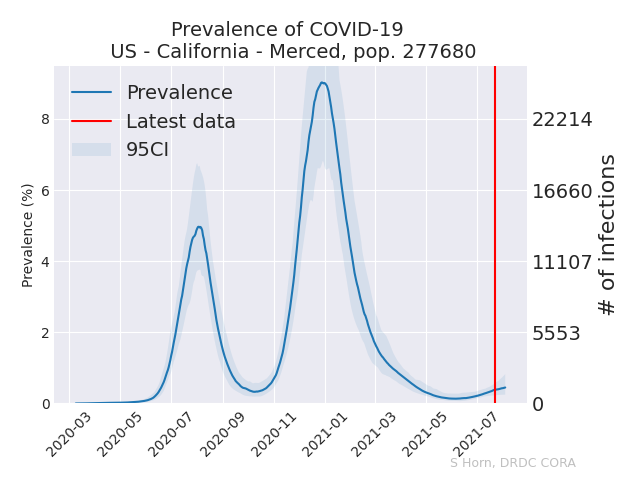 Prevalence of COVID-19
US - California - Merced, pop. 277680
Prevalence
Latest data
95CI
Prevalence (%)
8
6
4
2
0
22214
16660
11107
5553
0
# of infections
2020-03
2020-05
2020-07
2020-09
2020-11
2021-01
2021-03
2021-05
2021-07
S Horn, DRDC CORA